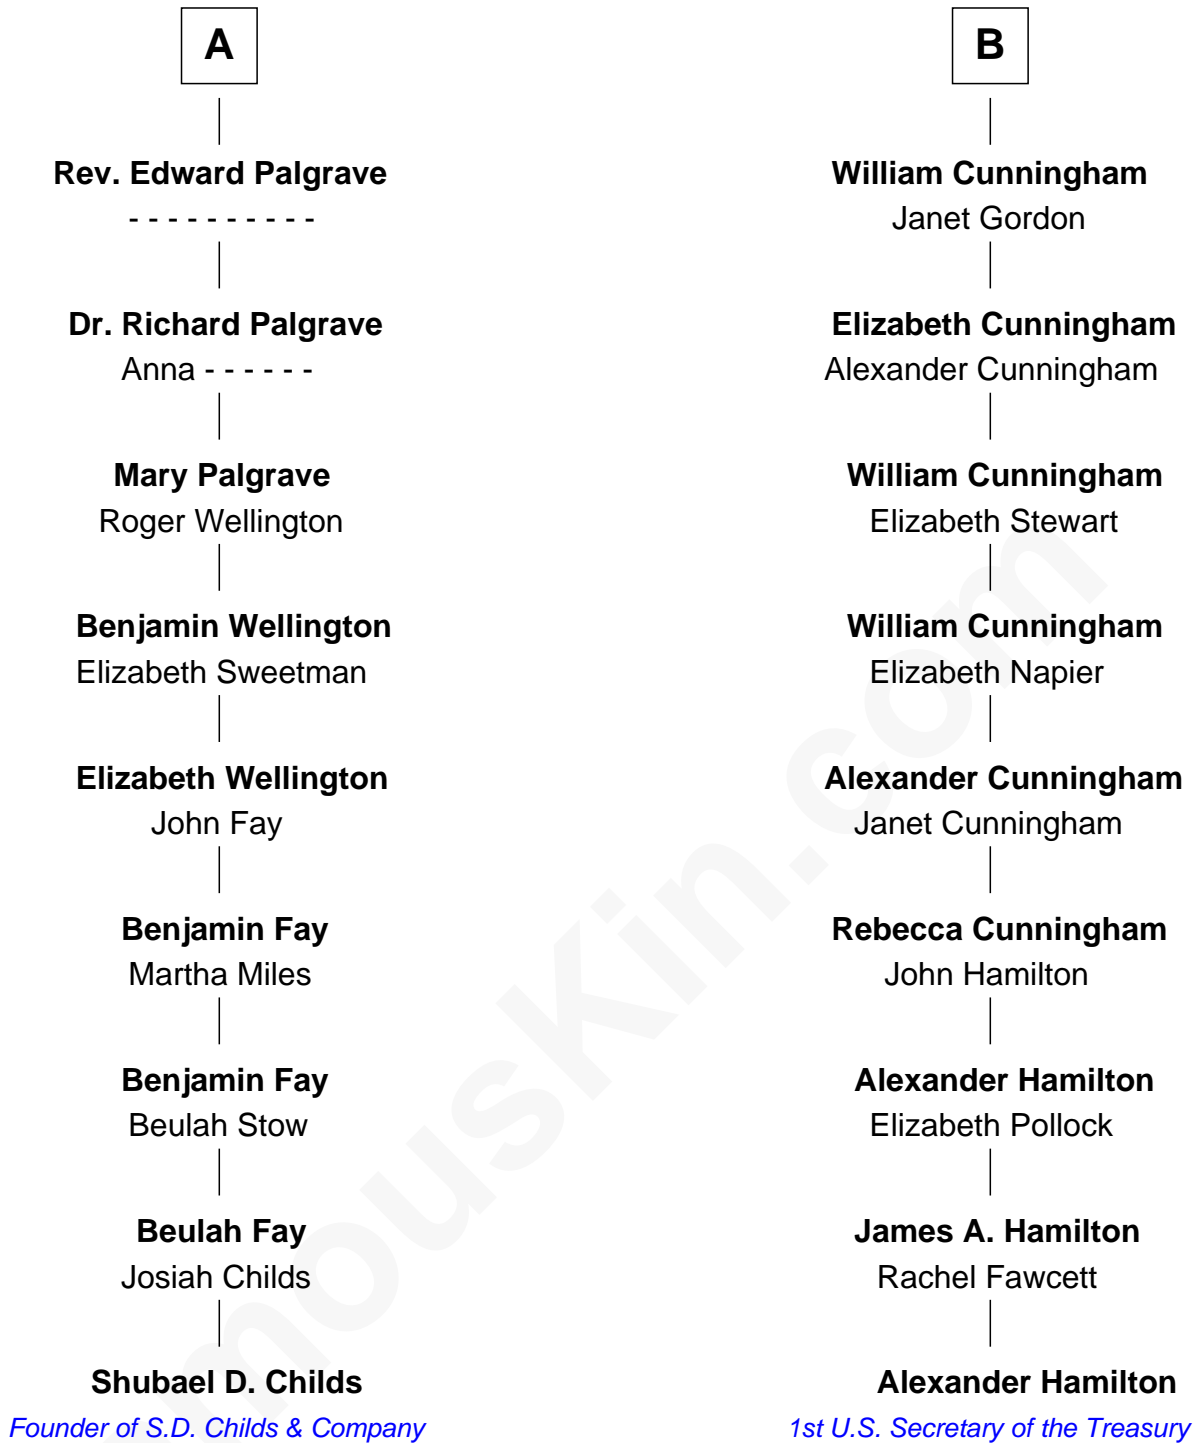 A
Rev. Edward Palgrave
- - - - - - - - - -
Dr. Richard Palgrave
Anna - - - - - -
Mary Palgrave
Roger Wellington
Benjamin Wellington
Elizabeth Sweetman
Elizabeth Wellington
John Fay
Benjamin Fay
Martha Miles
Benjamin Fay
Beulah Stow
Beulah Fay
Josiah Childs
Shubael D. Childs
Founder of S.D. Childs & Company
B
William Cunningham
Janet Gordon
Elizabeth Cunningham
Alexander Cunningham
William Cunningham
Elizabeth Stewart
William Cunningham
Elizabeth Napier
Alexander Cunningham
Janet Cunningham
Rebecca Cunningham
John Hamilton
Alexander Hamilton
Elizabeth Pollock
James A. Hamilton
Rachel Fawcett
Alexander Hamilton
1st U.S. Secretary of the Treasury
mousKin.com